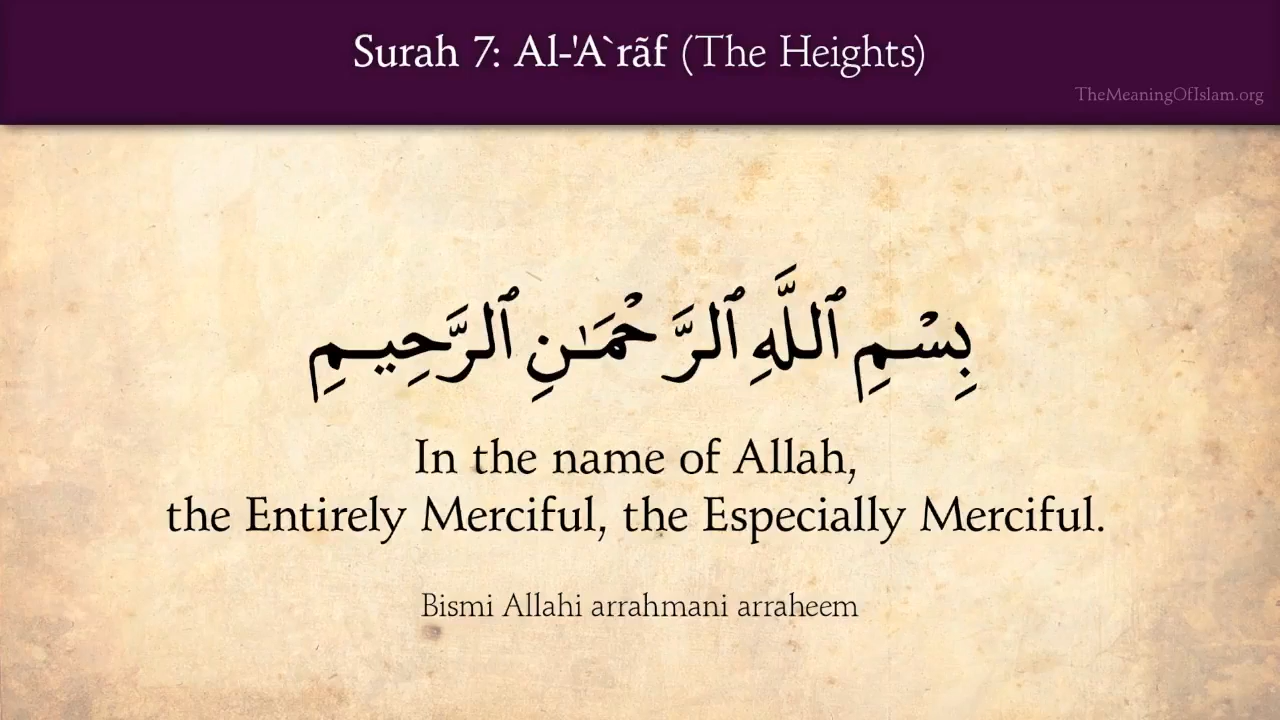 Surah 7: Al-'A`rãf (The Heights)
TheMeaningOfIslam.org
بِسْمِ ٱللَّهِ ٱلرَّحْمَـٰنِ ٱلرَّحِيمِ
In the name of Allah,
the Entirely Merciful, the Especially Merciful.
Bismi Allahi arrahmani arraheem